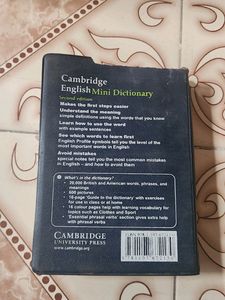 Cambridge
English Mini Dictionary
Second edition
Makes the first steps easier
Understand the meaning
simple definitions using the words that you know
Learn how to use the word
with example sentences
See which words to learn first
English Profile symbols tell you the level of the
most important words in English
Avoid mistakes
special notes tell you the most common mistakes
in English – and how to avoid them
What's in the dictionary?
• 20,000 British and American words, phrases, and
meanings
• 500 pictures
• 16-page 'Guide to the dictionary' with exercises
for use in class or at home
• 16 colour pages help with learning vocabulary for
topics such as Clothes and Sport
• Phrasal verbs section gives extra help
with phrasal verbs
CAMBRIDGE
UNIVERSITY PRESS
www.cambridge.org